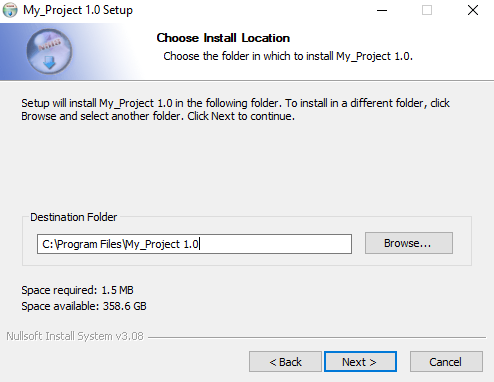 My_Project 1.0 Setup
Choose Install Location
Choose the folder in which to install My_Project 1.0.
Setup will install My_Project 1.0 in the following folder. To install in a different folder, click
Browse and select another folder. Click Next to continue.
Destination Folder
C:\Program Files\My_Project 1.0
Browse...
Space required: 1.5 MB
Space available: 358.6 GB
Nullsoft Install System v3.08
< Back
Next >
Cancel